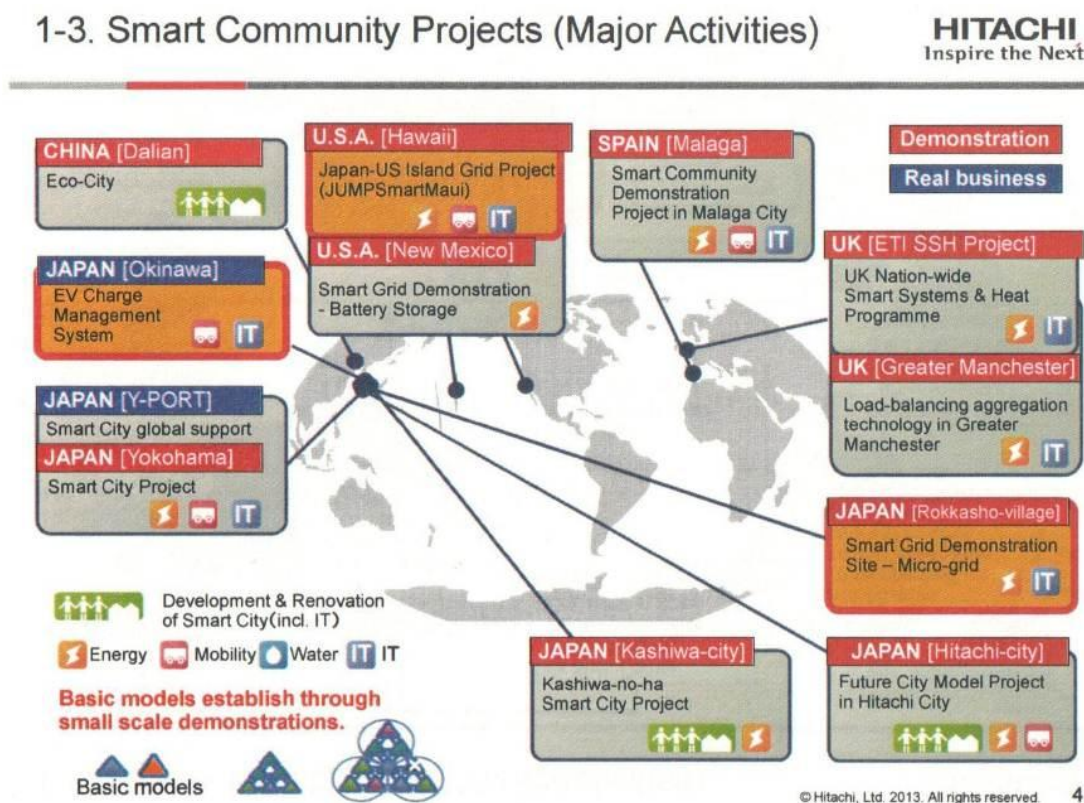 1-3. Smart Community Projects (Major Activities)
HITACHI
Inspire the Next
CHINA [Dalian]
Eco-City
U.S.A. [Hawaii]
Japan-US Island Grid Project
(JUMPSmartMaui)
IT
U.S.A. [New Mexico]
Smart Grid Demonstration
- Battery Storage
SPAIN [Malaga]
Smart Community
Demonstration
Project in Malaga City
IT
Demonstration
Real business
JAPAN [Okinawa]
EV Charge
Management
System
IT
UK [ETI SSH Project]
UK Nation-wide
Smart Systems & Heat
Programme
IT
UK [Greater Manchester]
Load-balancing aggregation
technology in Greater
Manchester
IT
JAPAN [Y-PORT]
Smart City global support
JAPAN [Yokohama]
Smart City Project
IT
JAPAN [Rokkasho-village]
Smart Grid Demonstration
Site – Micro-grid
IT
Development & Renovation
of Smart City(incl. IT)
Energy Mobility Water IT IT
Basic models establish through
small scale demonstrations.
Basic models
JAPAN [Kashiwa-city]
Kashiwa-no-ha
Smart City Project
JAPAN [Hitachi-city]
Future City Model Project
in Hitachi City
© Hitachi, Ltd. 2013. All rights reserved. 4